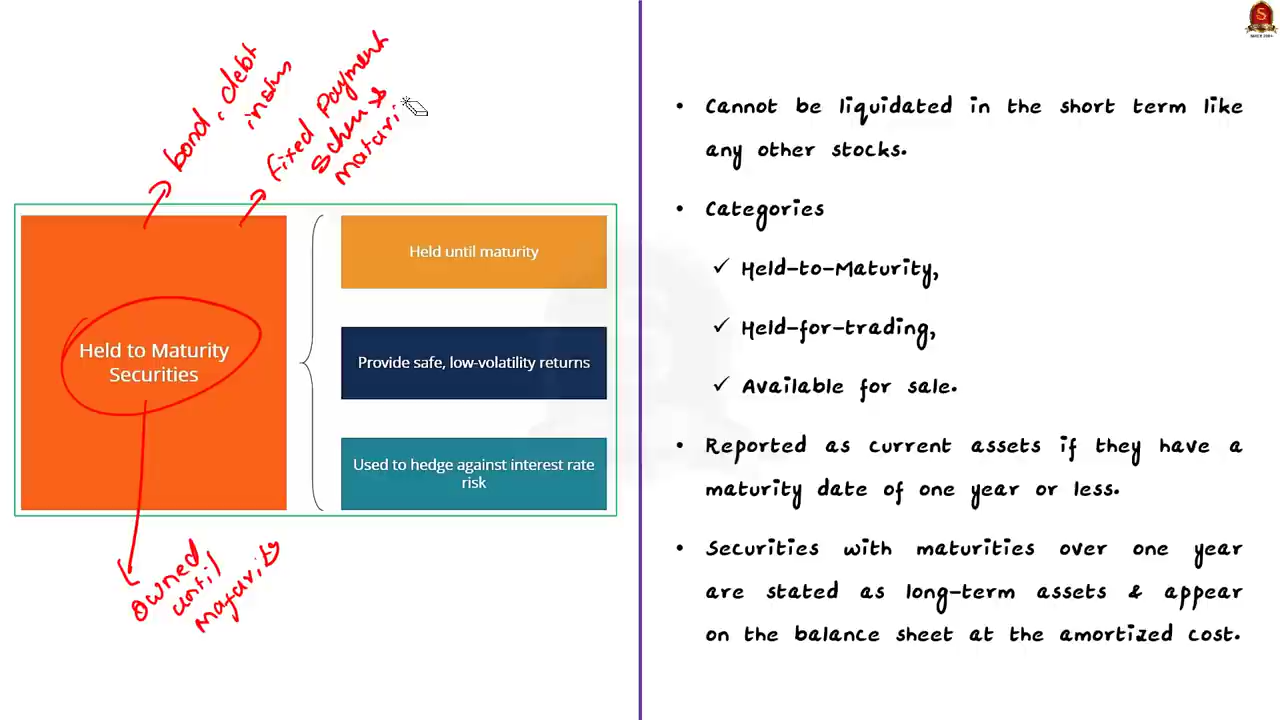 bond, debt
instru
fixed payment
schem &
maturi
Held to Maturity
Securities
Held until maturity
Provide safe, low-volatility returns
Used to hedge against interest rate
risk
owned
until
maturity
• Cannot be liquidated in the short term like
any other stocks.
• Categories
✓ Held-to-Maturity,
✓ Held-for-trading,
✓ Available for sale.
• Reported as current assets if they have a
maturity date of one year or less.
• Securities with maturities over one year
are stated as long-term assets & appear
on the balance sheet at the amortized cost.